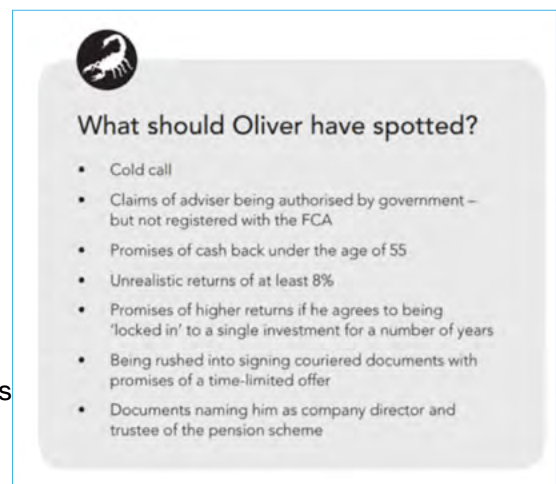 What should Oliver have spotted?
• Cold call
• Claims of adviser being authorised by government –
but not registered with the FCA
• Promises of cash back under the age of 55
• Unrealistic returns of at least 8%
• Promises of higher returns if he agrees to being
'locked in' to a single investment for a number of years
• Being rushed into signing couriered documents with
promises of a time-limited offer
s
• Documents naming him as company director and
trustee of the pension scheme